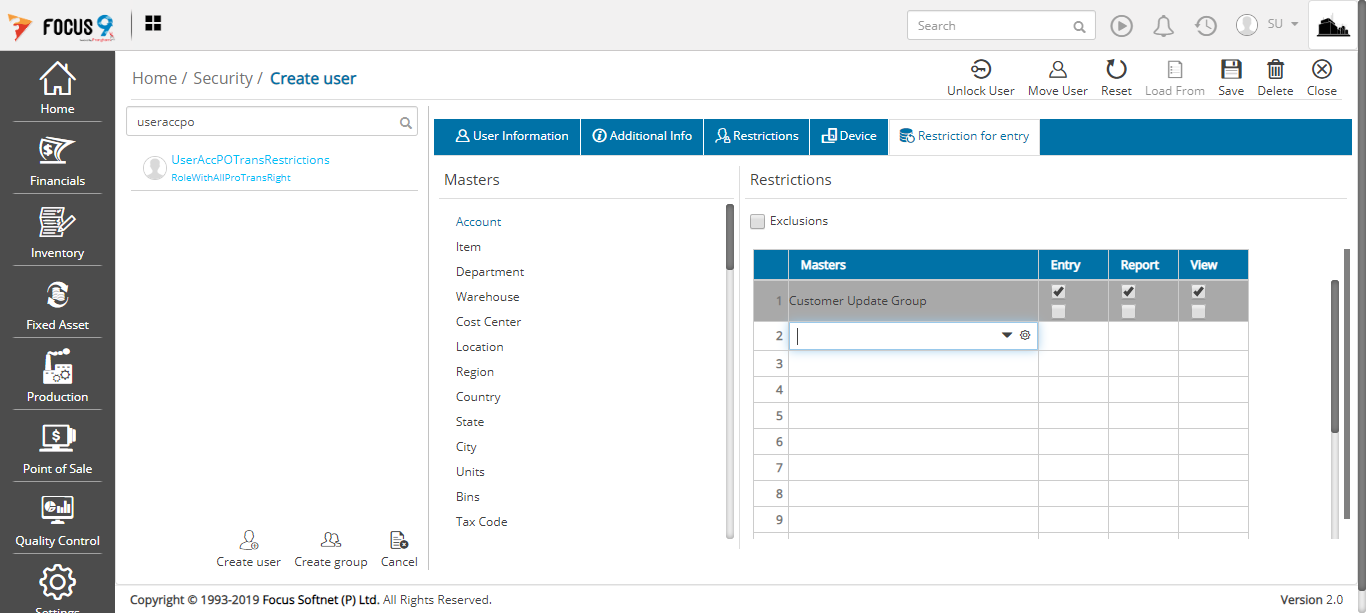 FOCUS 9
Search
SU
Home / Security / Create user
Unlock User Move User Reset Load From Save Delete Close
Home
Financials
Inventory
Fixed Asset
Production
Point of Sale
Quality Control
Settings
useraccpo
UserAccPOTransRestrictions
RoleWithAllProTransRight
Create user Create group Cancel
User Information Additional Info Restrictions Device Restriction for entry
Masters
Account
Item
Department
Warehouse
Cost Center
Location
Region
Country
State
City
Units
Bins
Tax Code
Restrictions
Exclusions
Masters Entry Report View
1 Customer Update Group
2
3
4
5
6
7
8
9
Copyright © 1993-2019 Focus Softnet (P) Ltd. All Rights Reserved.
Version 2.0